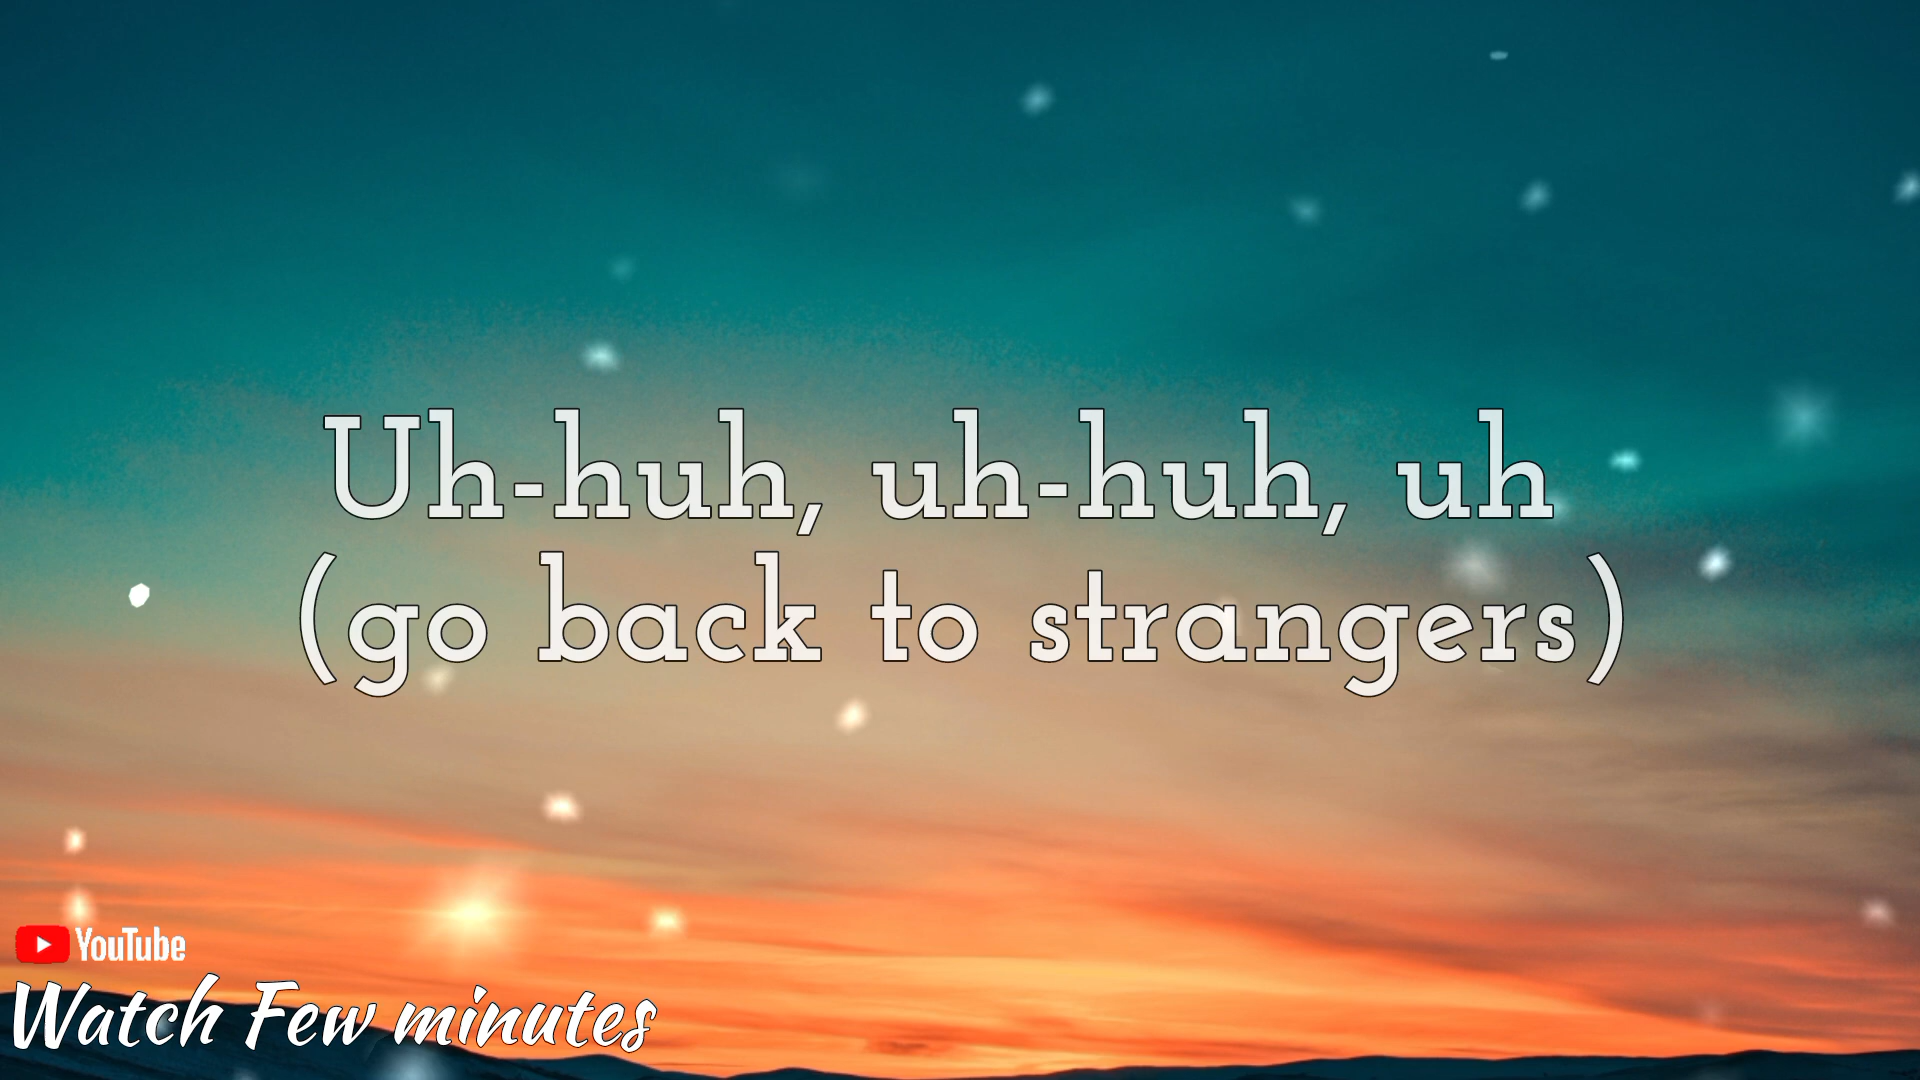 Uh-huh, uh-huh, uh
(go back to strangers)
YouTube
Watch Few minutes